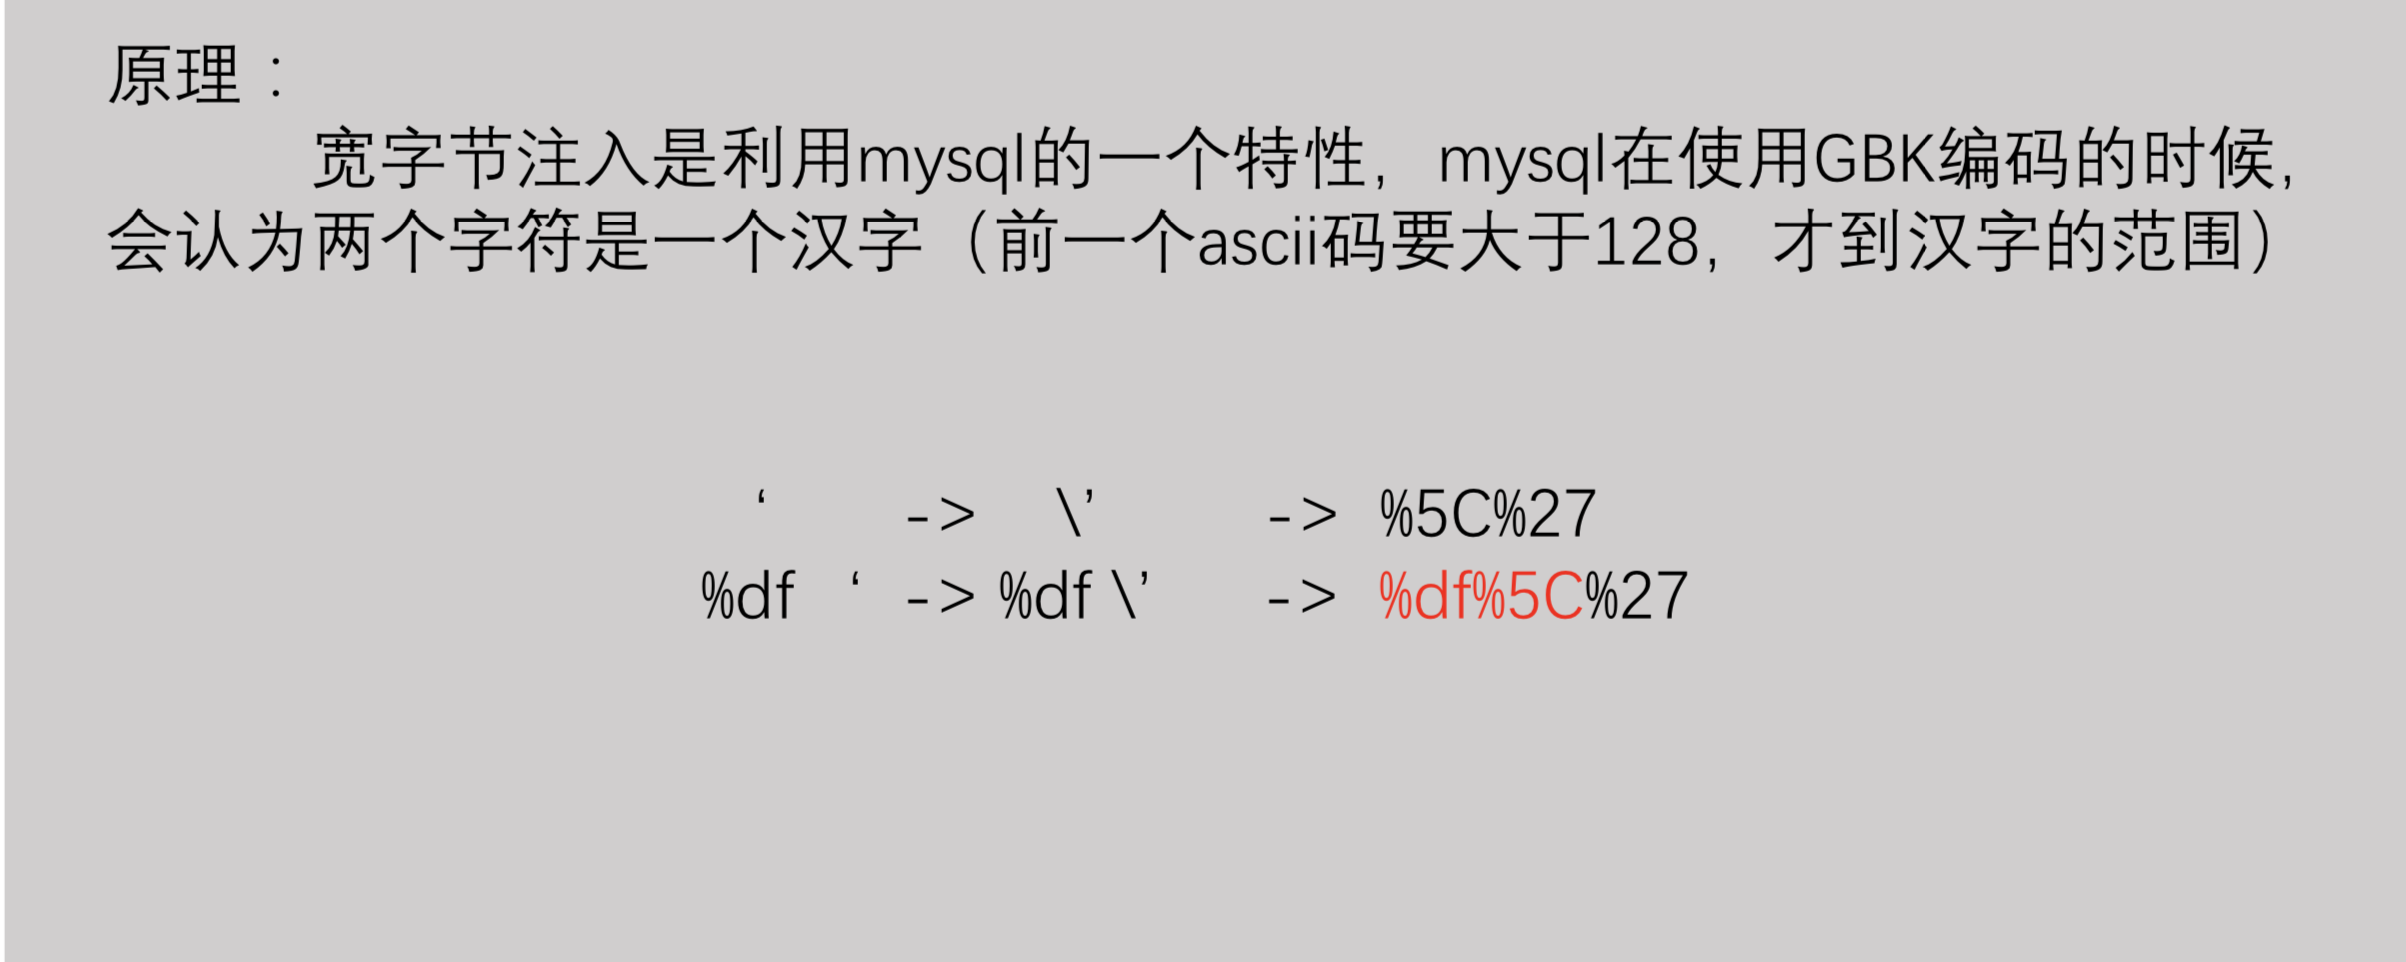 原理：
宽字节注入是利用mysql的一个特性，mysql在使用GBK编码的时候，
会认为两个字符是一个汉字（前一个ascii码要大于128，才到汉字的范围）
‘ -> \’ -> %5C%27
%df ‘ -> %df \’ -> %df%5C%27